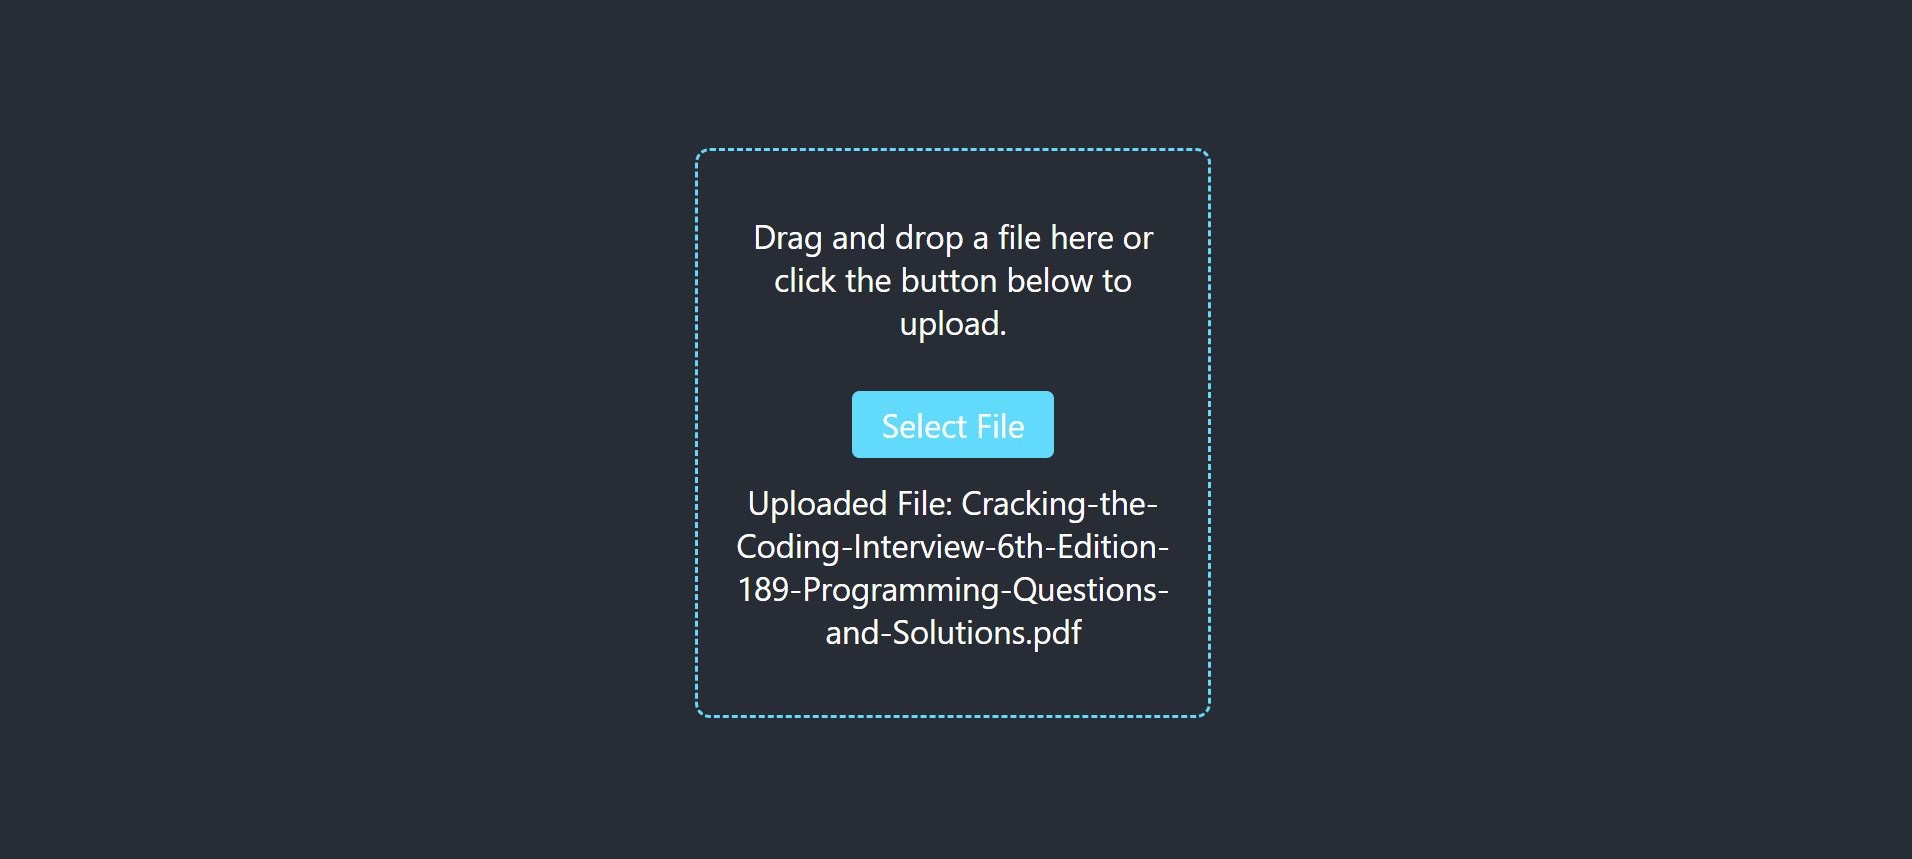 Drag and drop a file here or
click the button below to
upload.
Select File
Uploaded File: Cracking-the-
Coding-Interview-6th-Edition-
189-Programming-Questions-
and-Solutions.pdf